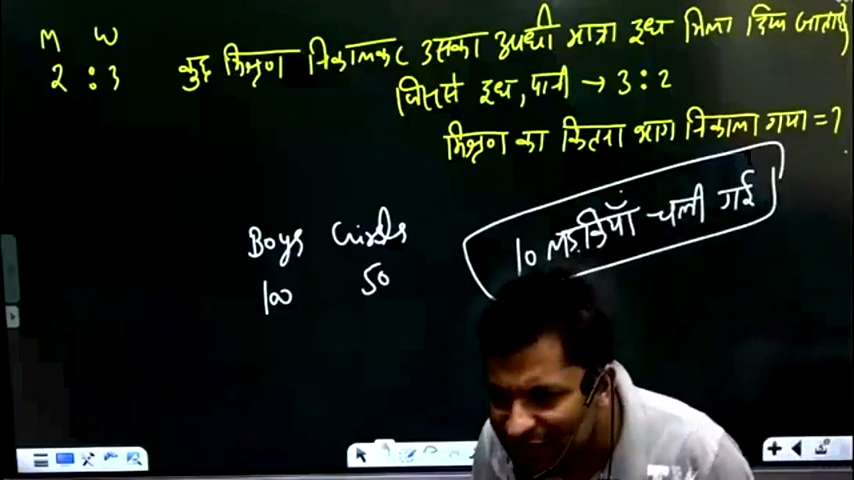 M W
2 : 3
कुछ मिश्रण निकालकर उसका आधी मात्रा दूध मिला दिया जाता है
जिससे दूध, पानी → 3 : 2
मिश्रण का कितना भाग निकाला गया = ?
Boys Girls
100 50
10 लड़कियाँ चली गई